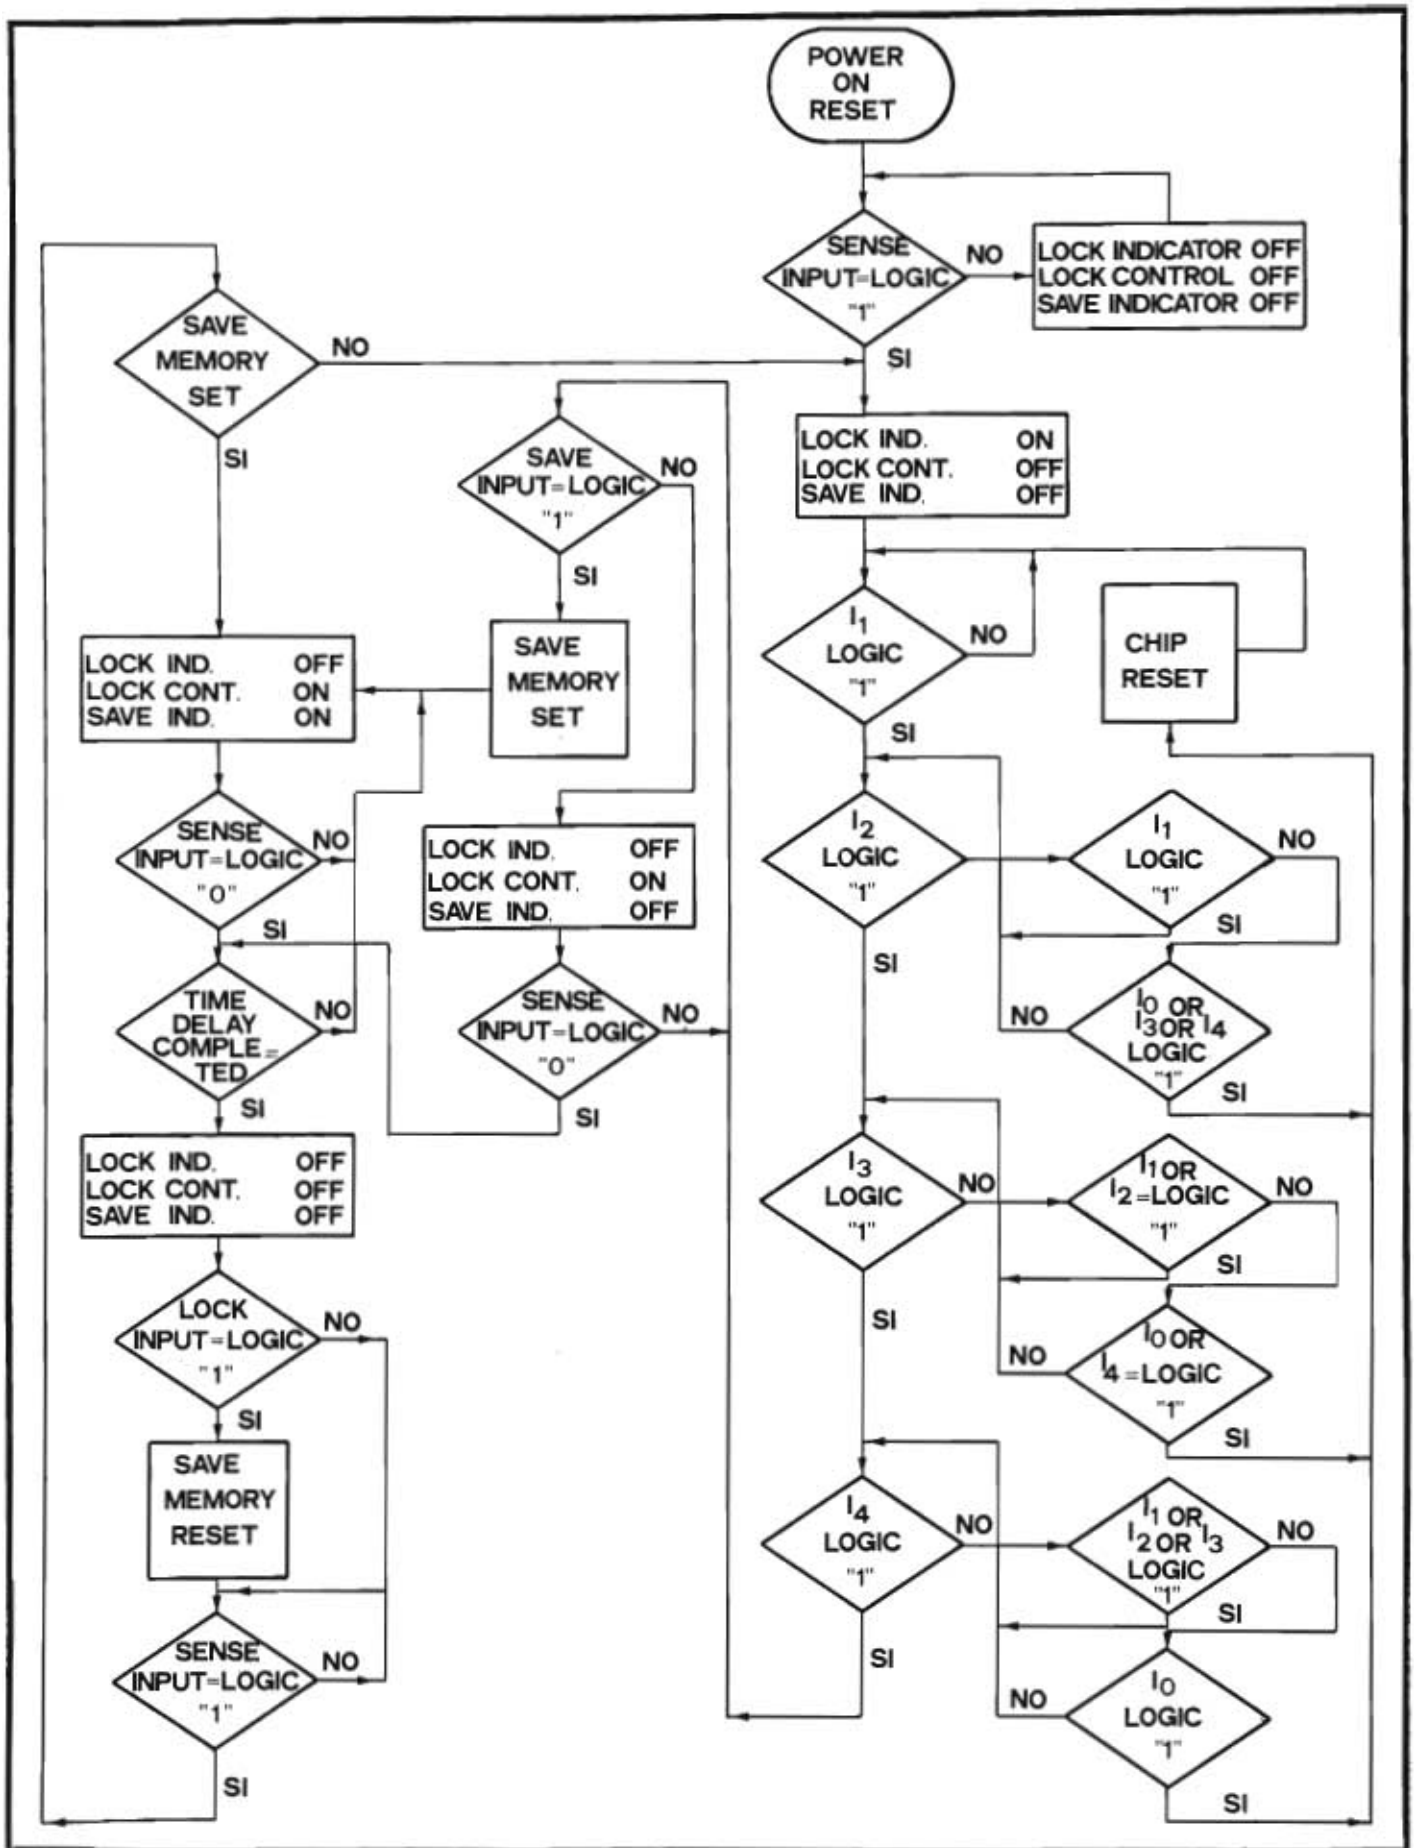 POWER
ON
RESET
SENSE
INPUT=LOGIC
"1"
NO
SI
LOCK INDICATOR OFF
LOCK CONTROL OFF
SAVE INDICATOR OFF
SAVE
MEMORY
SET
NO
SI
LOCK IND. ON
LOCK CONT. OFF
SAVE IND. OFF
SAVE
INPUT=LOGIC
"1"
NO
SI
SAVE
MEMORY
SET
I1
LOGIC
"1"
NO
SI
CHIP
RESET
LOCK IND. OFF
LOCK CONT. ON
SAVE IND. ON
SENSE
INPUT=LOGIC
"0"
NO
SI
LOCK IND. OFF
LOCK CONT. ON
SAVE IND. OFF
I2
LOGIC
"1"
SI
I1
LOGIC
"1"
NO
SI
I0 OR
I3 OR I4
LOGIC
"1"
NO
SI
TIME
DELAY
COMPLE=
TED
NO
SI
SENSE
INPUT=LOGIC
"0"
NO
SI
LOCK IND. OFF
LOCK CONT. OFF
SAVE IND. OFF
I3
LOGIC
"1"
NO
SI
I1 OR
I2=LOGIC
"1"
NO
SI
I0 OR
I4=LOGIC
"1"
NO
SI
LOCK
INPUT=LOGIC
"1"
NO
SI
SAVE
MEMORY
RESET
I4
LOGIC
"1"
NO
SI
I1 OR
I2 OR I3
LOGIC
"1"
NO
SI
I0
LOGIC
"1"
NO
SI
SENSE
INPUT=LOGIC
"1"
NO
SI